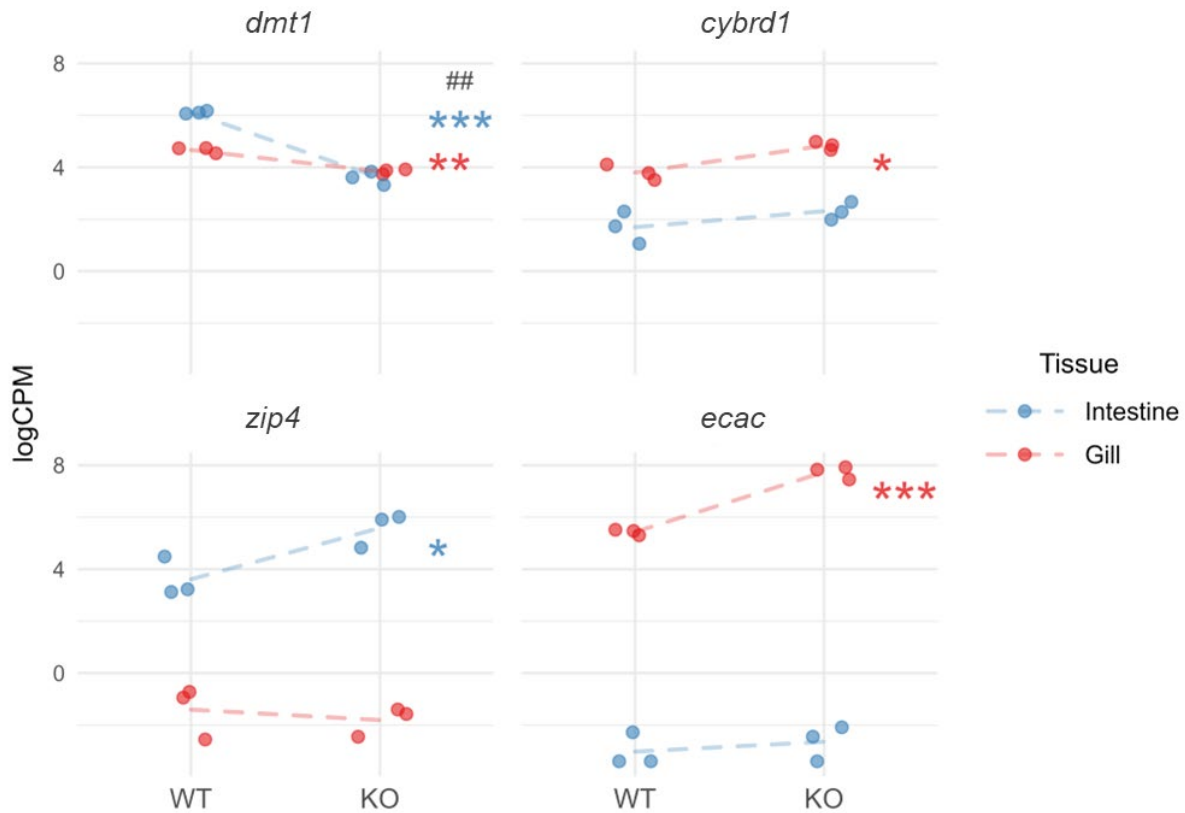 dmt1
cybrd1
8
##
***
4
**
*
0
logCPM
Tissue
Intestine
Gill
zip4
ecac
8
***
*
4
0
WT
KO
WT
KO